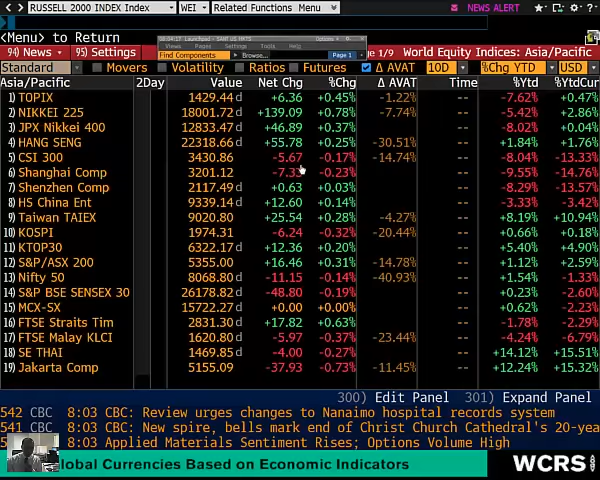 RUSSELL 2000 INDEX Index WEI Related Functions Menu NEWS ALERT
<Menu> to Return
94) News 95) Settings Page 1/9 World Equity Indices: Asia/Pacific
Views Pages Settings Tools Help
Find Components Browse... Page 1
Standard Movers Volatility Ratios Futures Δ AVAT 10D %Chg YTD USD
Asia/Pacific 2Day Value Net Chg %Chg Δ AVAT Time %Ytd %YtdCur
1) TOPIX 1429.44 d +6.36 +0.45% -1.22% -- -7.62% +0.47%
2) NIKKEI 225 18001.72 d +139.09 +0.78% -7.74% -- -5.42% +2.86%
3) JPX Nikkei 400 12833.47 d +46.89 +0.37% -- -8.02% +0.04%
4) HANG SENG 22318.66 d +55.78 +0.25% -30.51% -- +1.84% +1.76%
5) CSI 300 3430.86 -5.67 -0.17% -14.74% -- -8.04% -13.33%
6) Shanghai Comp 3201.12 -7.33 -0.23% -- -9.55% -14.76%
7) Shenzhen Comp 2117.49 d +0.63 +0.03% -- -8.29% -13.57%
8) HS China Ent 9339.14 d +12.60 +0.14% -- -3.33% -3.42%
9) Taiwan TAIEX 9020.80 +25.54 +0.28% -4.27% -- +8.19% +10.94%
10) KOSPI 1974.31 -6.24 -0.32% -20.44% -- +0.66% +0.18%
11) KTOP30 6322.17 d +12.36 +0.20% -- +5.40% +4.90%
12) S&P/ASX 200 5355.00 +16.46 +0.31% -14.78% -- +1.12% +2.59%
13) Nifty 50 8068.80 d -11.15 -0.14% -40.93% -- +1.54% -1.33%
14) S&P BSE SENSEX 30 26178.82 d -48.80 -0.19% -- +0.23% -2.60%
15) MCX-SX 15722.27 d +0.00 +0.00% -- +0.62% -2.23%
16) FTSE Straits Tim 2831.30 d +17.82 +0.63% -- -1.78% -2.29%
17) FTSE Malay KLCI 1620.80 d -5.97 -0.37% -23.44% -- -4.24% -6.79%
18) SE THAI 1469.85 d -4.00 -0.27% -- +14.12% +15.51%
19) Jakarta Comp 5155.09 -37.93 -0.73% -11.45% -- +12.24% +15.32%
300) Edit Panel 301) Expand Panel
542 CBC 8:03 CBC: Review urges changes to Nanaimo hospital records system
541 CBC 8:03 CBC: New spire, bells mark end of Christ Church Cathedral's 20-yea
8:03 Applied Materials Sentiment Rises; Options Volume High
Global Currencies Based on Economic Indicators WCRS